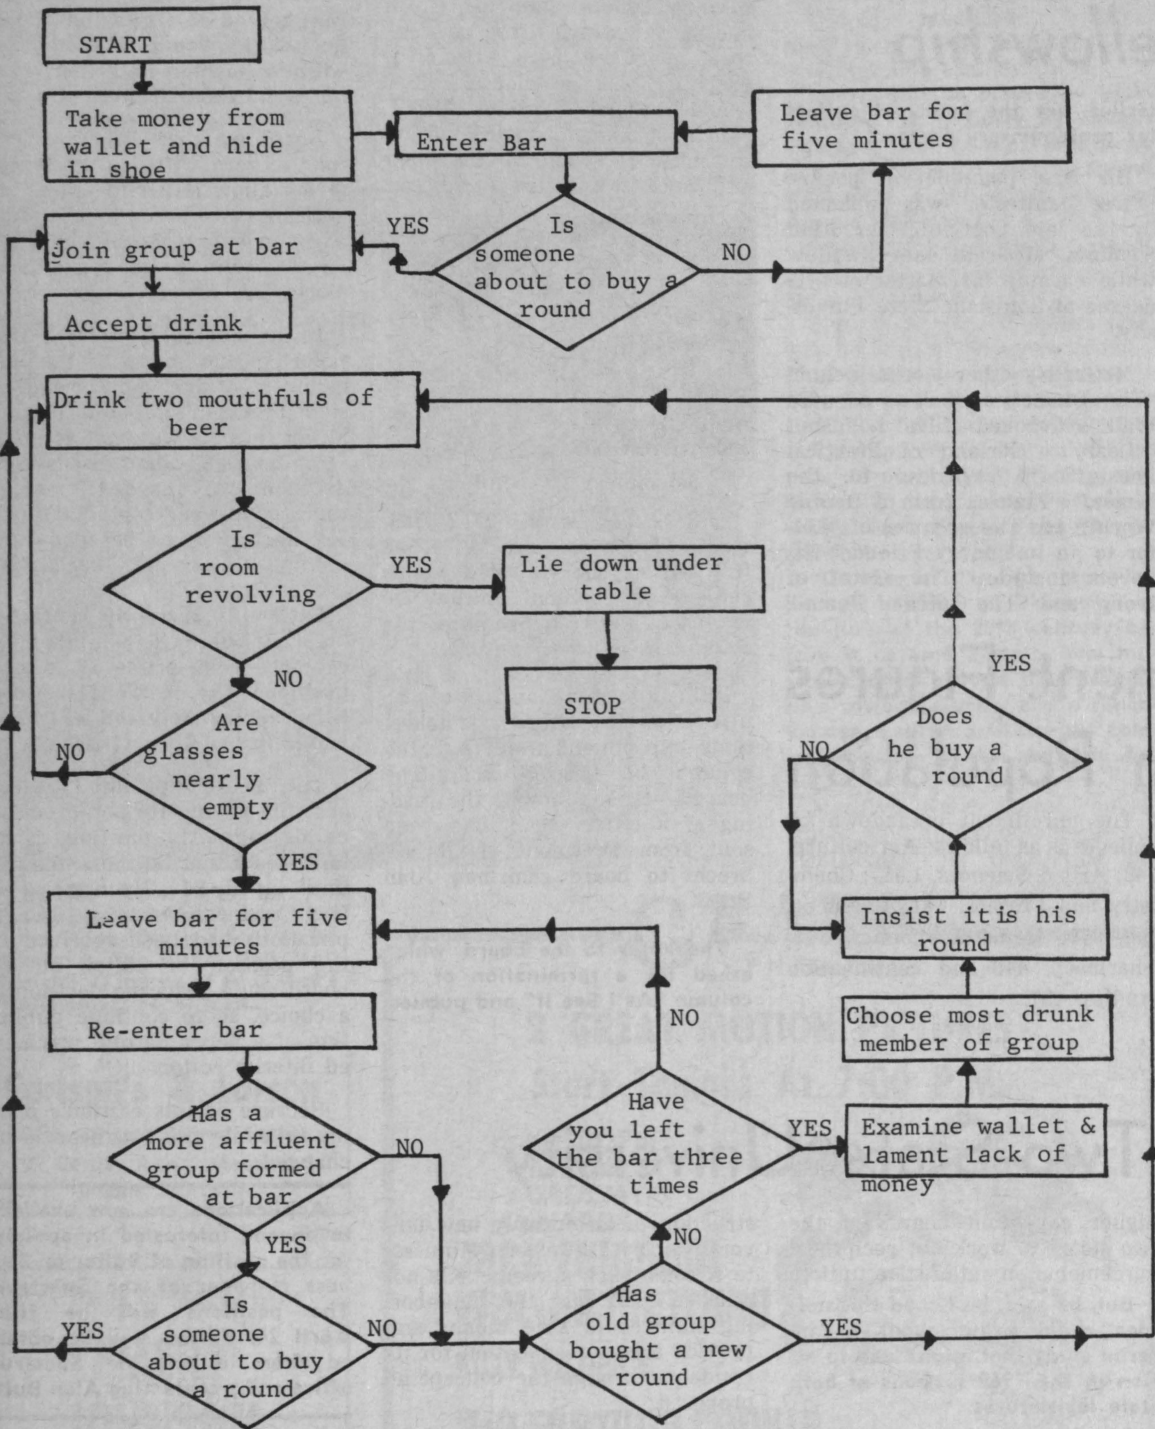 START
Take money from
wallet and hide
in shoe
Enter Bar
Leave bar for
five minutes
Is
someone
about to buy a
round
YES
NO
Join group at bar
Accept drink
Drink two mouthfuls of
beer
Is
room
revolving
YES
Lie down under
table
STOP
NO
Are
glasses
nearly
empty
NO
YES
Leave bar for five
minutes
Re-enter bar
Has a
more affluent
group formed
at bar
NO
YES
Is
someone
about to buy
a round
YES
NO
Has
old group
bought a new
round
YES
NO
Have
you left
the bar three
times
NO
YES
Examine wallet &
lament lack of
money
Choose most drunk
member of group
Insist it is his
round
Does
he buy a
round
NO
YES